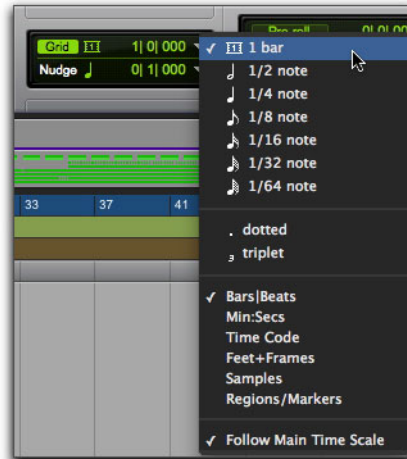 Pre-roll 0| 0| 000
Grid 1| 0| 000
Nudge 0| 1| 000
✓ 1 bar
1/2 note
1/4 note
1/8 note
1/16 note
1/32 note
1/64 note
. dotted
3 triplet
33 37 41
✓ Bars|Beats
Min:Secs
Time Code
Feet+Frames
Samples
Regions/Markers
✓ Follow Main Time Scale